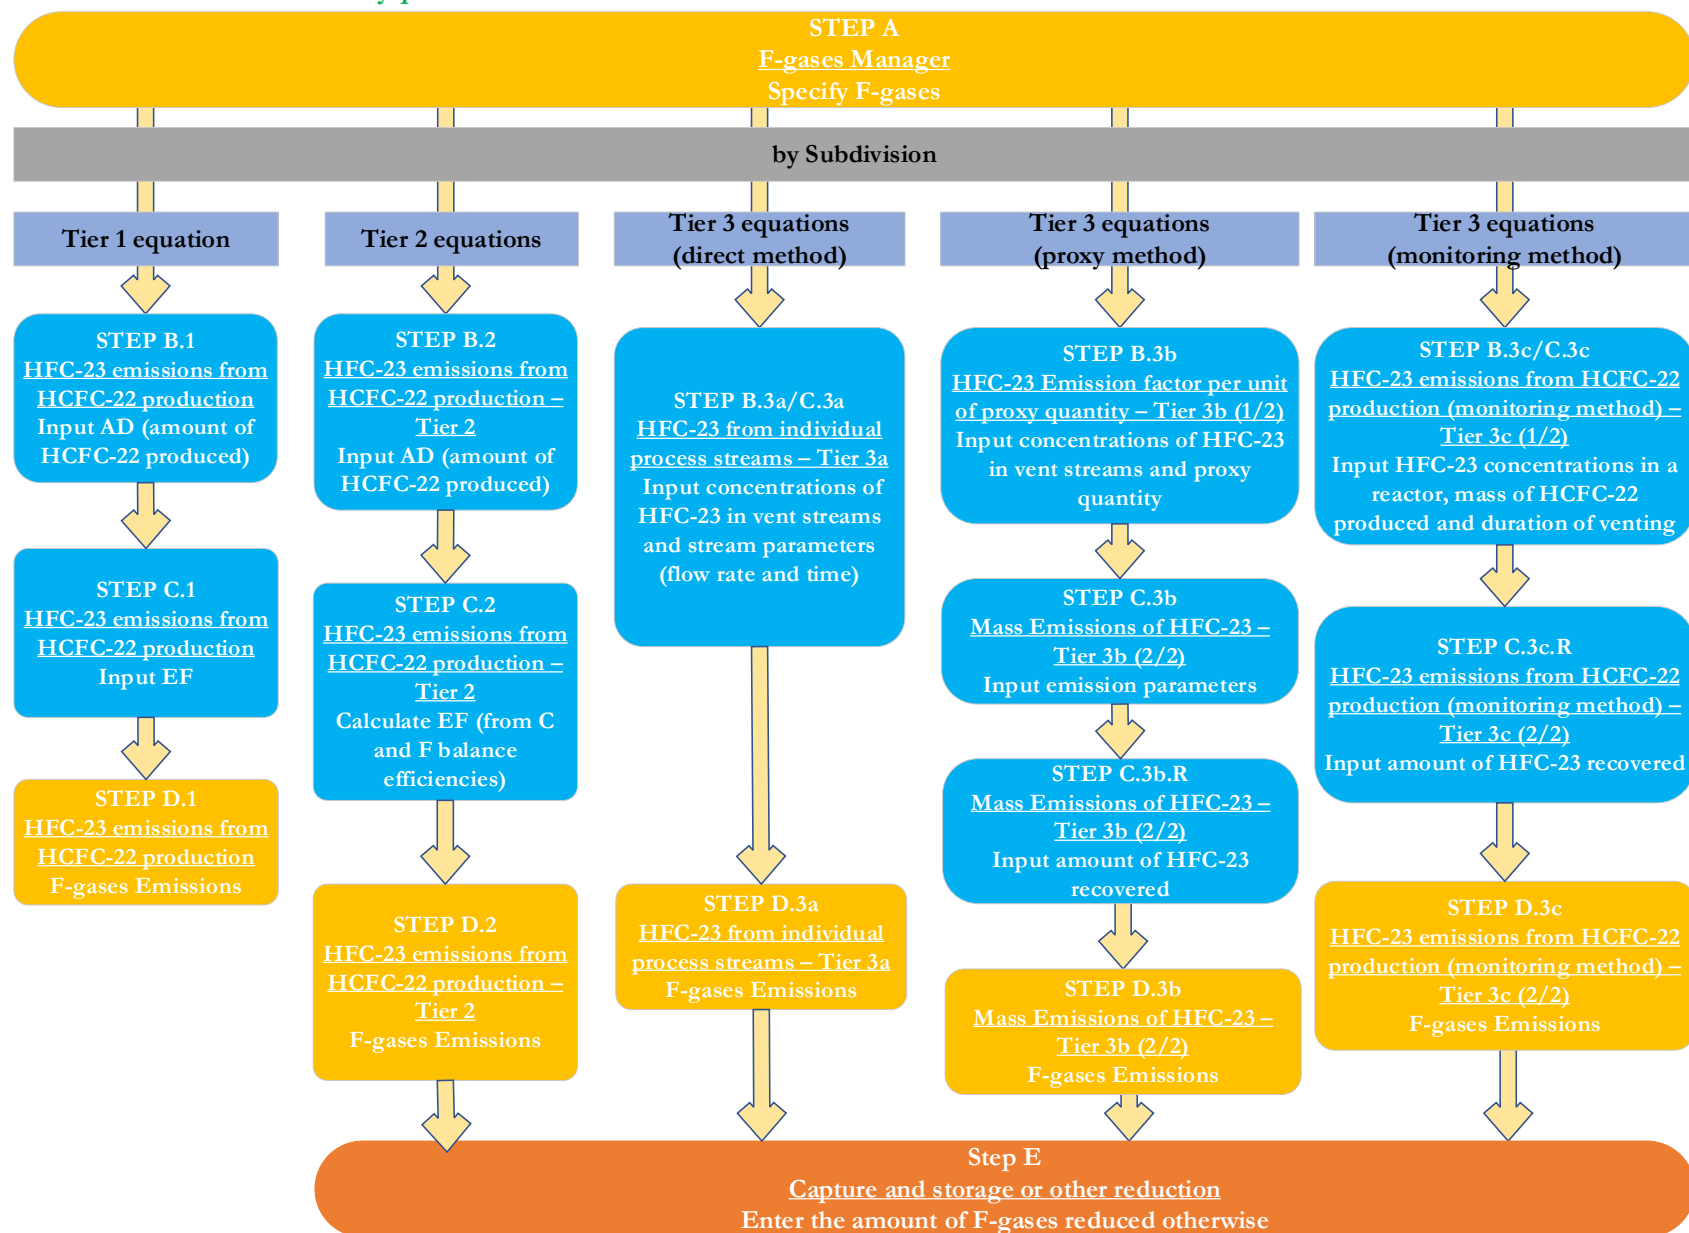 STEP A
F-gases Manager
Specify F-gases
by Subdivision
Tier 1 equation
Tier 2 equations
Tier 3 equations
(direct method)
Tier 3 equations
(proxy method)
Tier 3 equations
(monitoring method)
STEP B.1
HFC-23 emissions from
HCFC-22 production
Input AD (amount of
HCFC-22 produced)
STEP C.1
HFC-23 emissions from
HCFC-22 production
Input EF
STEP D.1
HFC-23 emissions from
HCFC-22 production
F-gases Emissions
STEP B.2
HFC-23 emissions from
HCFC-22 production –
Tier 2
Input AD (amount of
HCFC-22 produced)
STEP C.2
HFC-23 emissions from
HCFC-22 production –
Tier 2
Calculate EF (from C
and F balance
efficiencies)
STEP D.2
HFC-23 emissions from
HCFC-22 production –
Tier 2
F-gases Emissions
STEP B.3a/C.3a
HFC-23 from individual
process streams – Tier 3a
Input concentrations of
HFC-23 in vent streams
and stream parameters
(flow rate and time)
STEP D.3a
HFC-23 from individual
process streams – Tier 3a
F-gases Emissions
STEP B.3b
HFC-23 Emission factor per unit
of proxy quantity – Tier 3b (1/2)
Input concentrations of HFC-23
in vent streams and proxy
quantity
STEP C.3b
Mass Emissions of HFC-23 –
Tier 3b (2/2)
Input emission parameters
STEP C.3b.R
Mass Emissions of HFC-23 –
Tier 3b (2/2)
Input amount of HFC-23
recovered
STEP D.3b
Mass Emissions of HFC-23 –
Tier 3b (2/2)
F-gases Emissions
STEP B.3c/C.3c
HFC-23 emissions from HCFC-22
production (monitoring method) –
Tier 3c (1/2)
Input HFC-23 concentrations in a
reactor, mass of HCFC-22
produced and duration of venting
STEP C.3c.R
HFC-23 emissions from HCFC-22
production (monitoring method) –
Tier 3c (2/2)
Input amount of HFC-23 recovered
STEP D.3c
HFC-23 emissions from HCFC-22
production (monitoring method) –
Tier 3c (2/2)
F-gases Emissions
Step E
Capture and storage or other reduction
Enter the amount of F-gases reduced otherwise